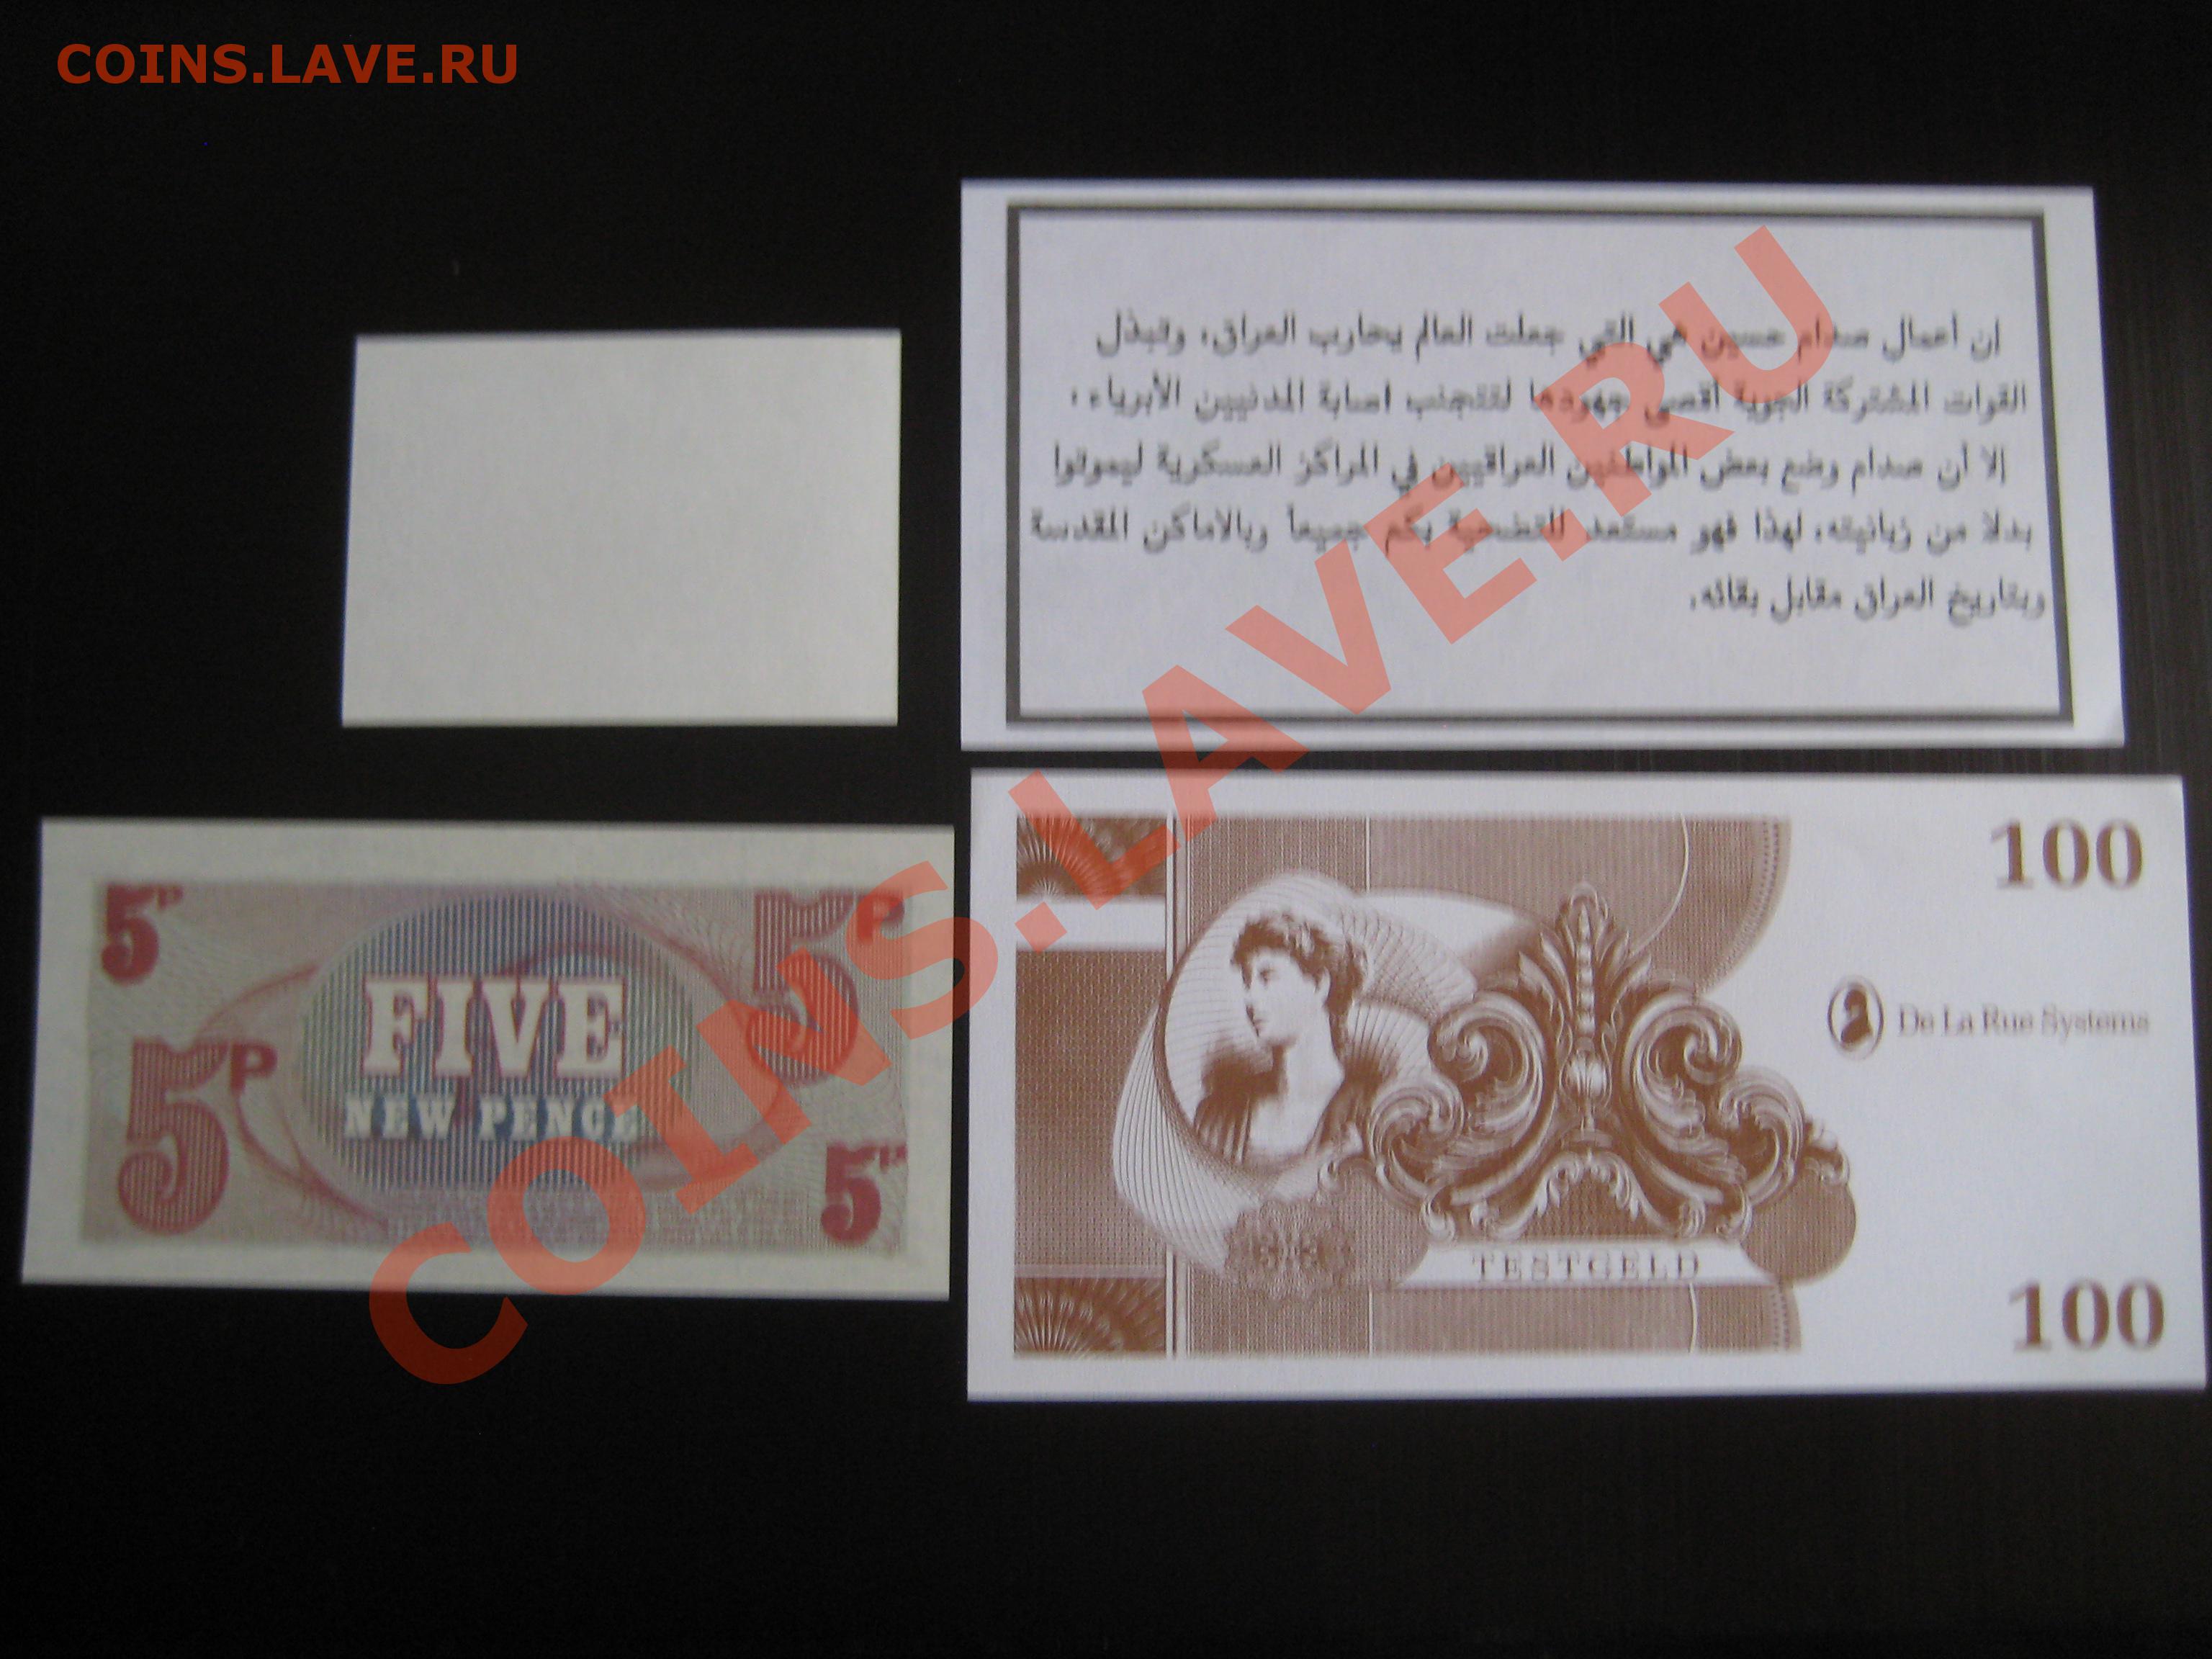 COINS.LAVE.RU
ان أعمال صدام حسين هي التي جعلت العالم يحارب العراق، وتبذل
القوات المشتركة الجوية أقصى جهودها لتتجنب اصابة المدنيين الأبرياء،
إلا أن صدام وضع بعض المواطنين العراقيين في المراكز العسكرية ليموتوا
بدلا من زبانيته، لهذا فهو مستعد للتضحية بكم جميعاً وبالاماكن المقدسة
وبتاريخ العراق مقابل بقائه.
5P
5P
FIVE
NEW PENCE
5P
5P
100
De La Rue Systems
TESTGELD
100
COINS.LAVE.RU